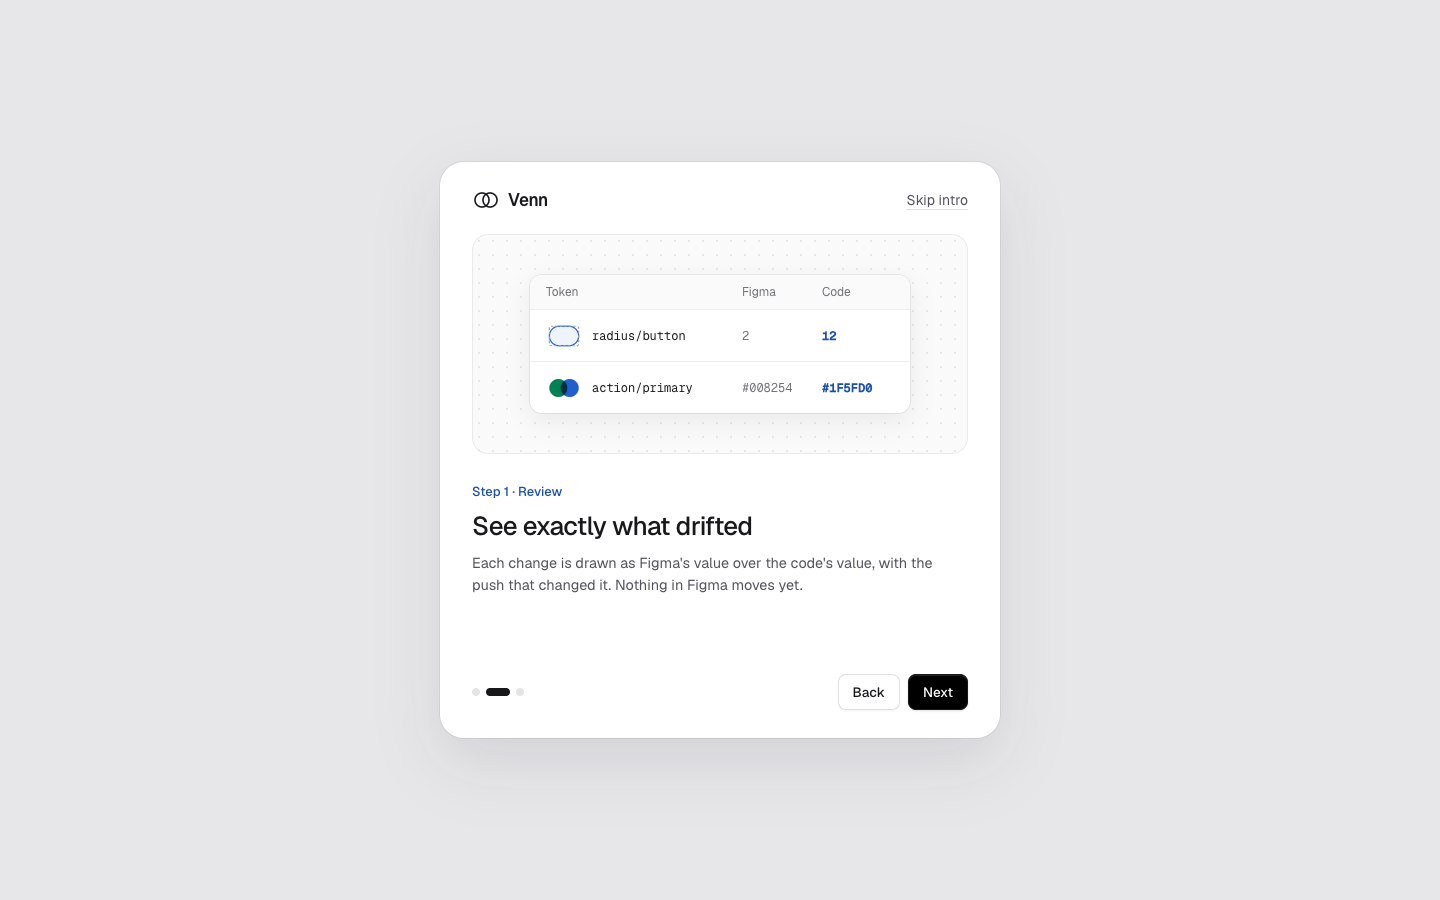 Venn
Skip intro
Token Figma Code
radius/button 2 12
action/primary #008254 #1F5FD0
Step 1 · Review
See exactly what drifted
Each change is drawn as Figma's value over the code's value, with the
push that changed it. Nothing in Figma moves yet.
Back
Next